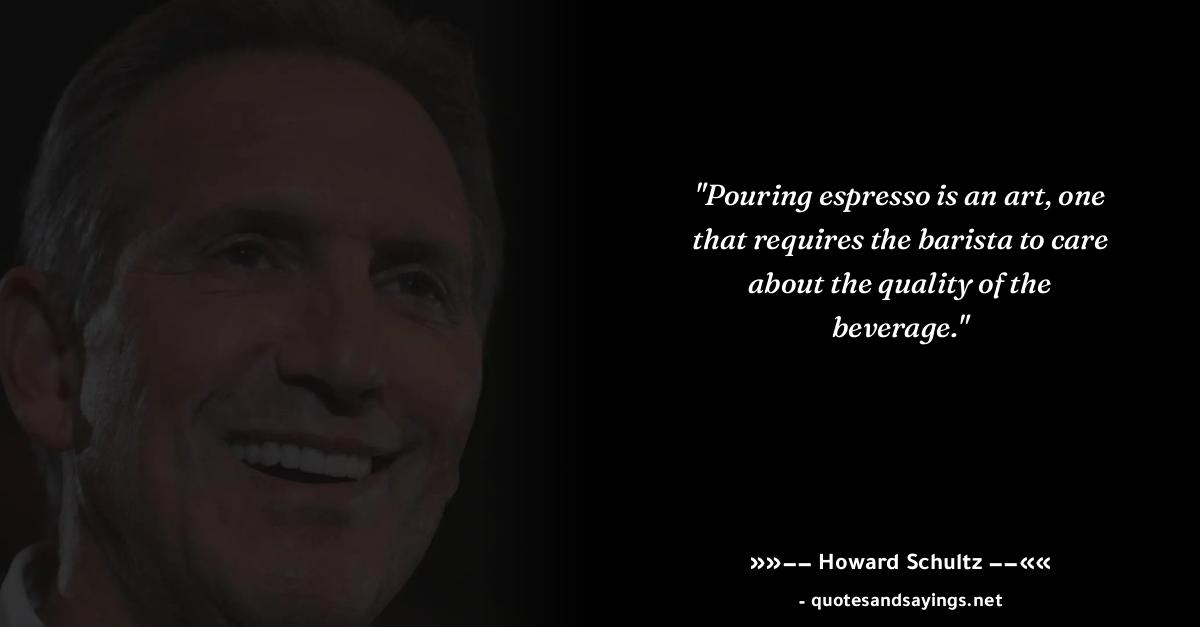 "Pouring espresso is an art, one
that requires the barista to care
about the quality of the
beverage."
»»−− Howard Schultz −−««
- quotesandsayings.net